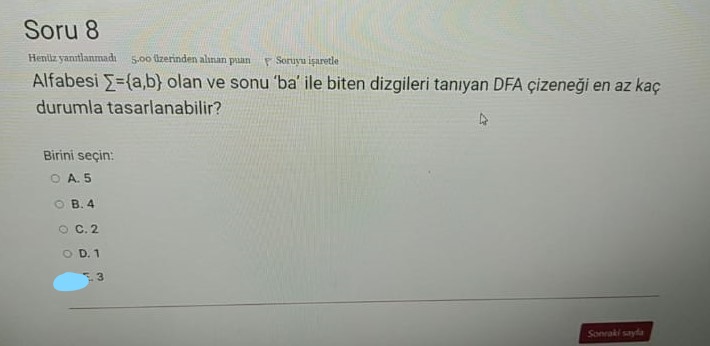 Soru 8
Henüz yanıtlanmadı 5,00 üzerinden alınan puan Soruyu işaretle
Alfabesi ∑={a,b} olan ve sonu 'ba' ile biten dizgileri tanıyan DFA çizeneği en az kaç
durumla tasarlanabilir?
Birini seçin:
A. 5
B. 4
C. 2
D. 1
E. 3
Sonraki sayfa